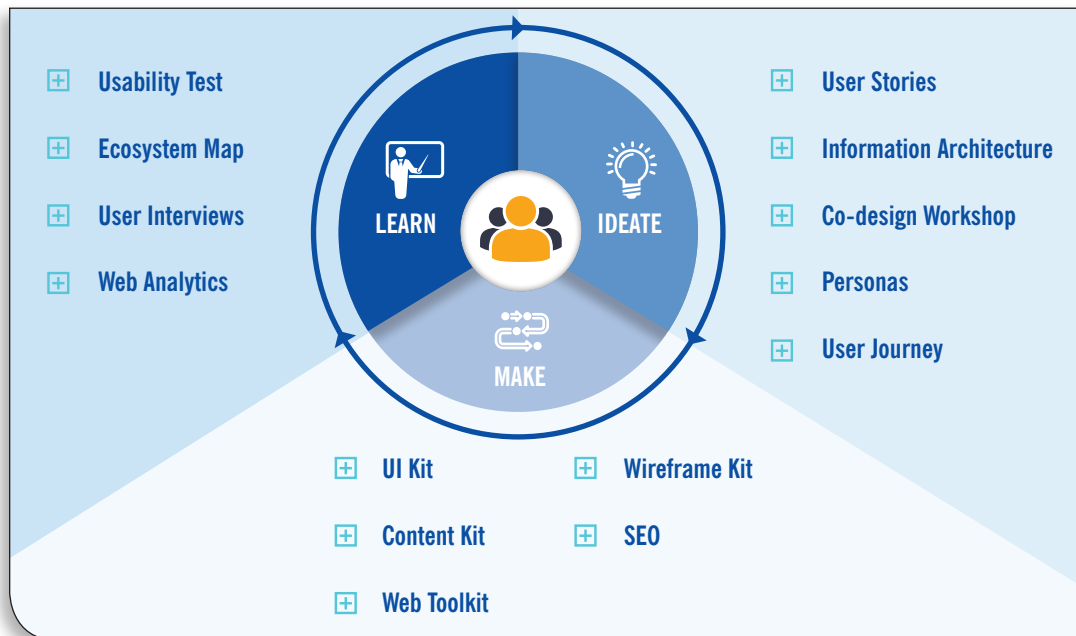 Usability Test
Ecosystem Map
User Interviews
Web Analytics
LEARN
IDEATE
MAKE
User Stories
Information Architecture
Co-design Workshop
Personas
User Journey
UI Kit
Content Kit
Web Toolkit
Wireframe Kit
SEO